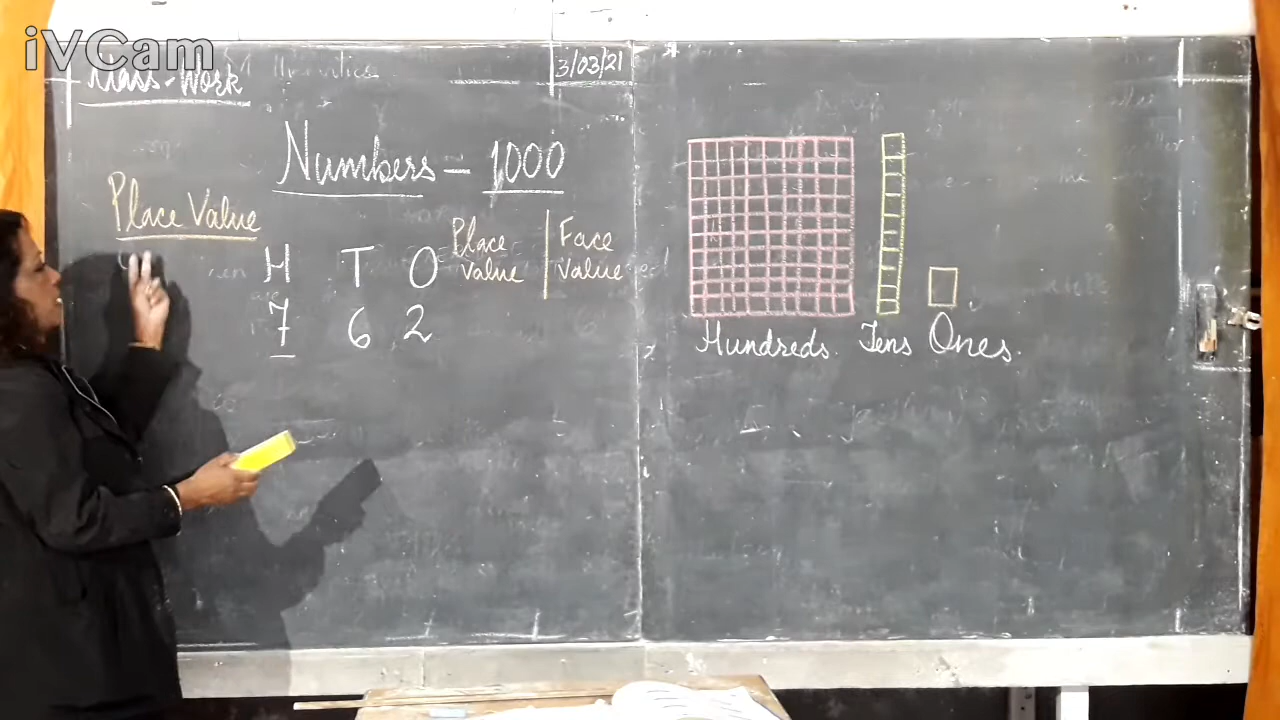 iVCam
Class-Work
3/03/21
Numbers - 1000
Place Value
H T O Place Value | Face Value
7 6 2
Hundreds. Tens Ones.